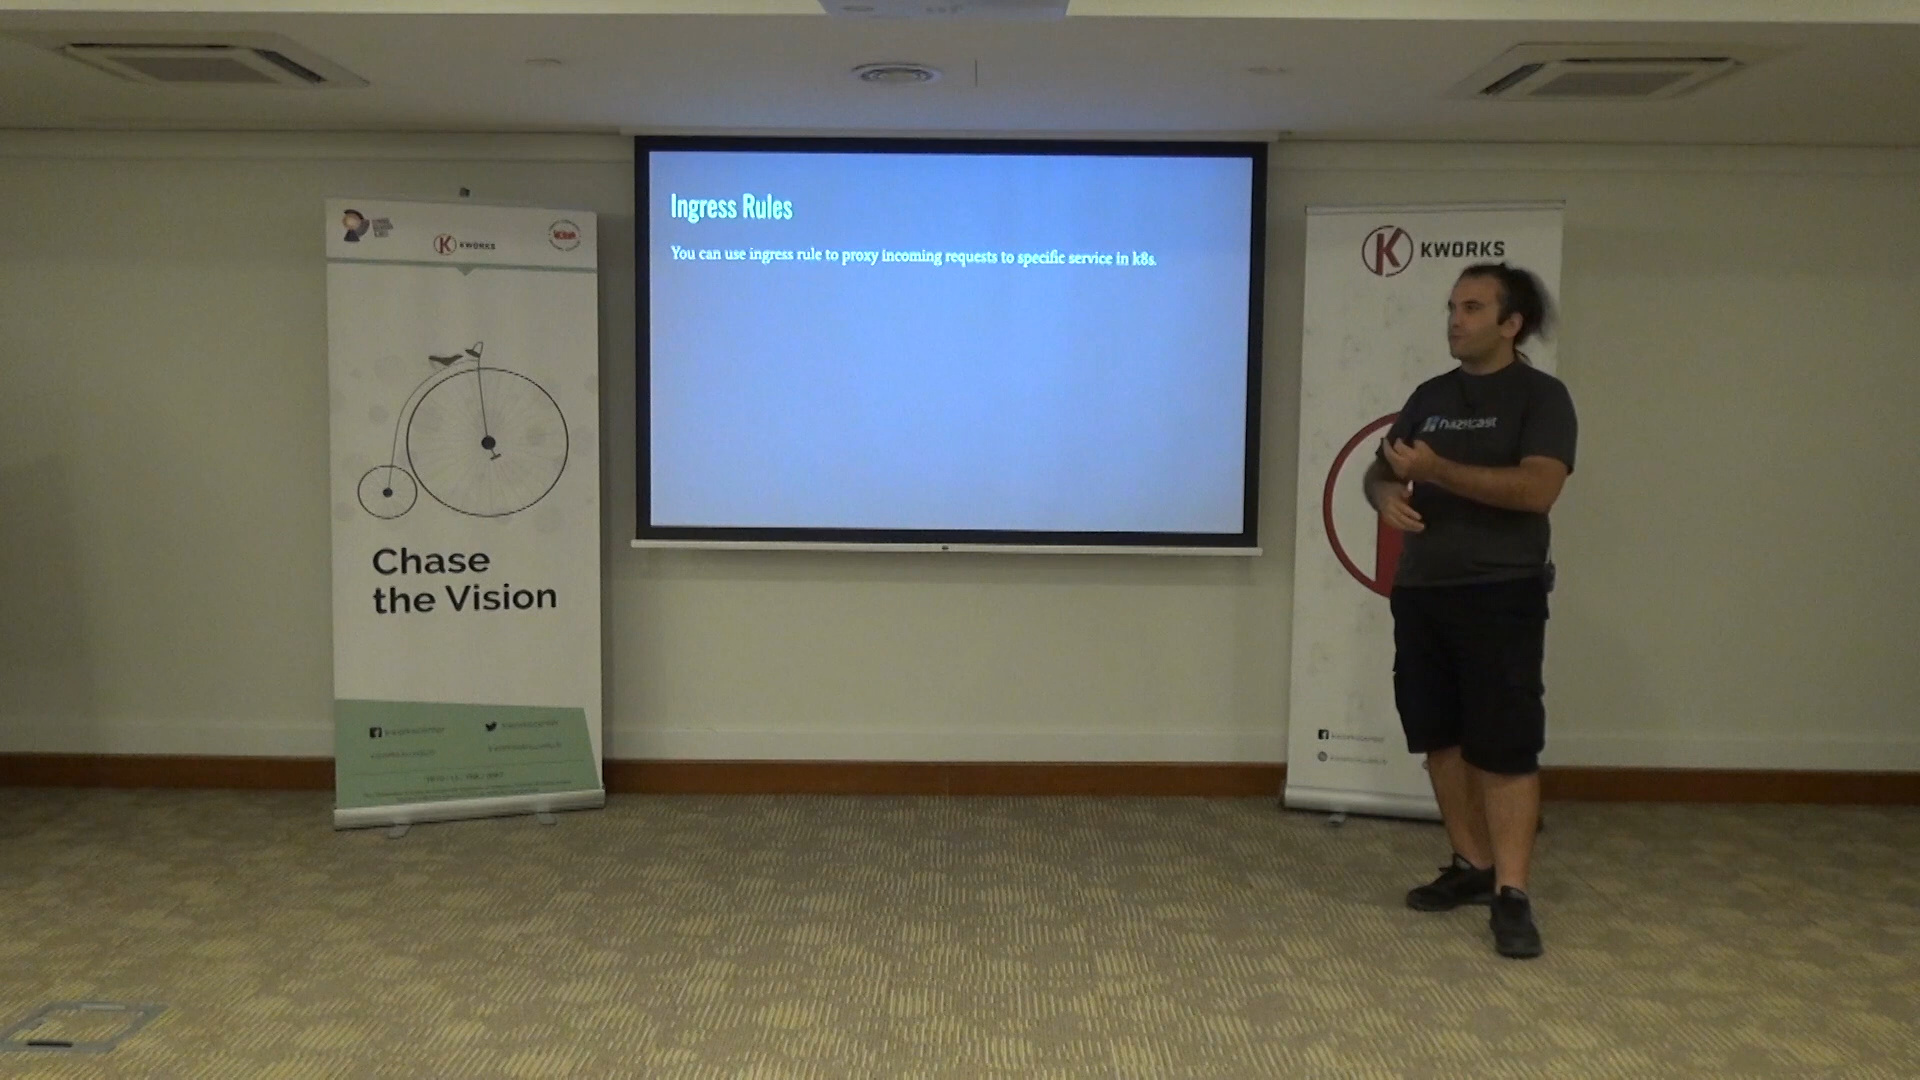 Ingress Rules
You can use ingress rule to proxy incoming requests to specific service in k8s.
K KWORKS
Chase
the Vision
K KWORKS
hazelcast